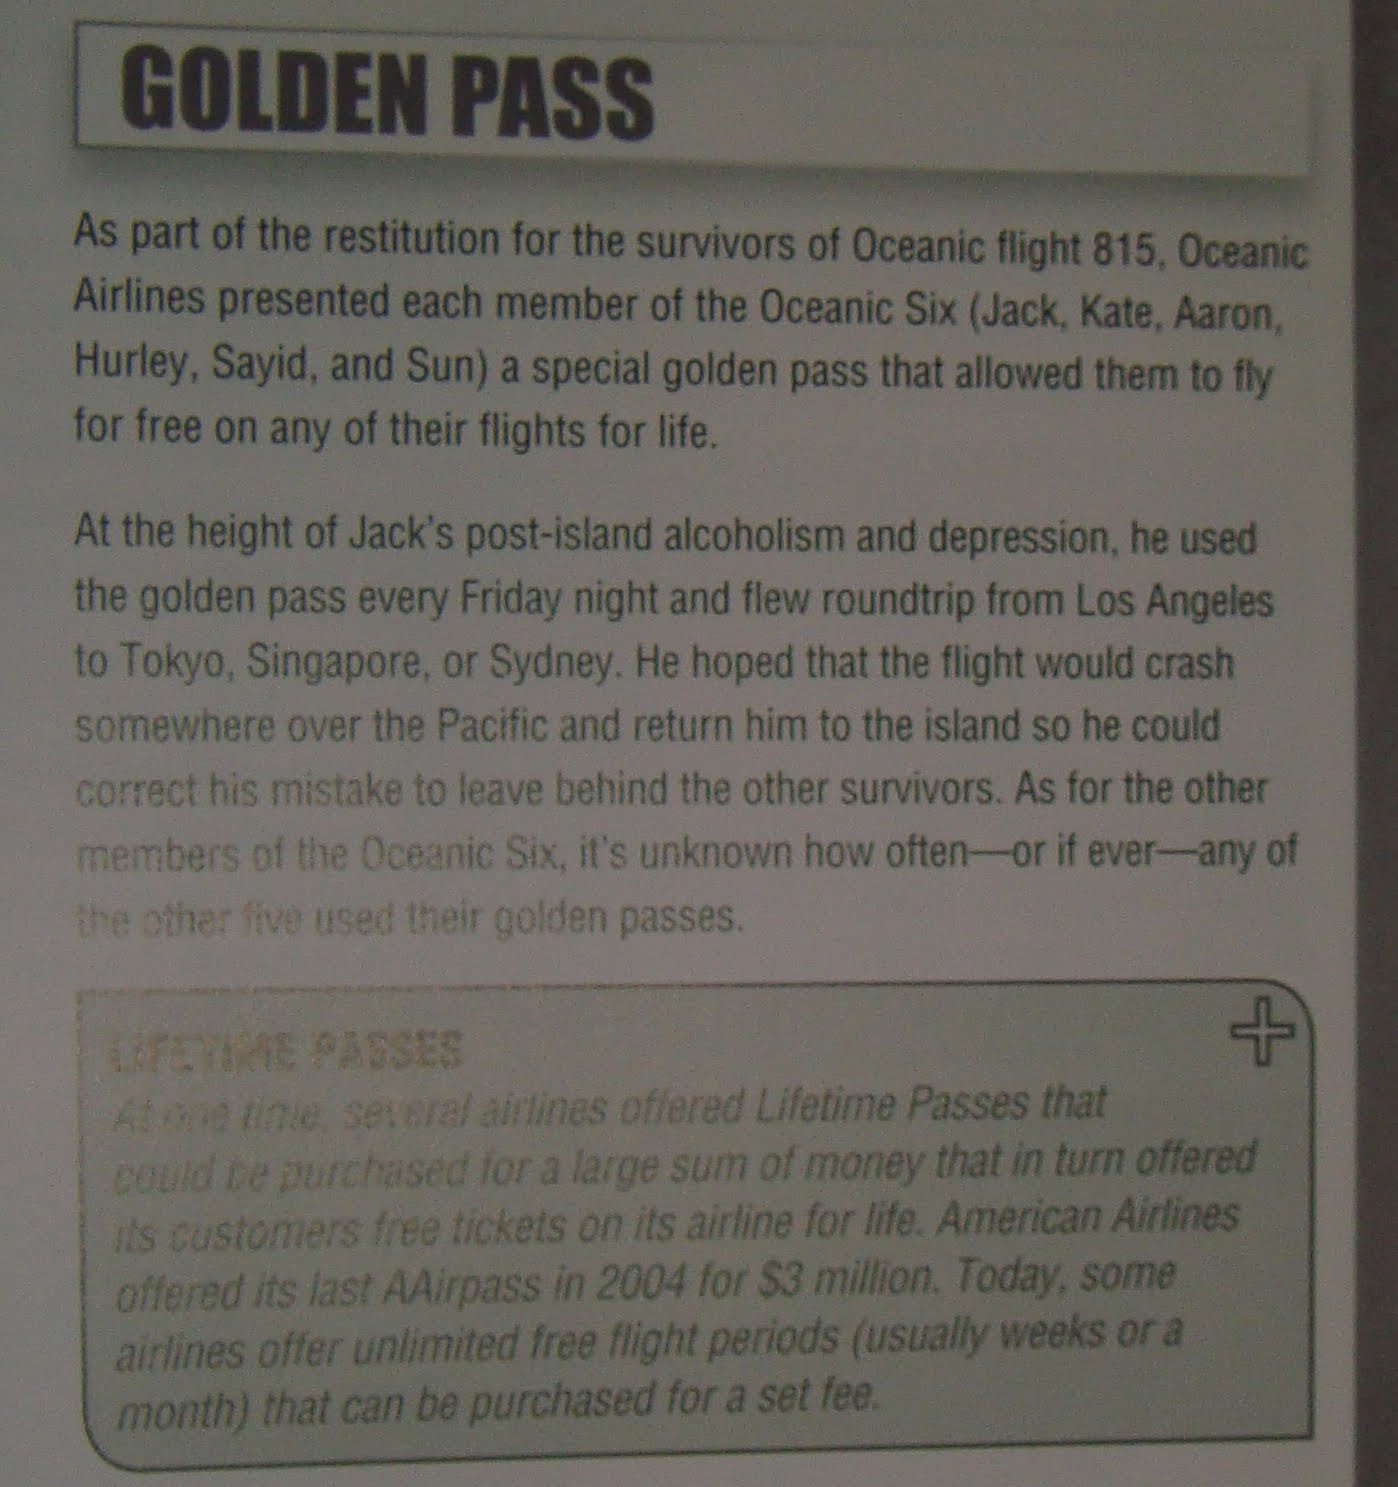 GOLDEN PASS
As part of the restitution for the survivors of Oceanic flight 815, Oceanic
Airlines presented each member of the Oceanic Six (Jack, Kate, Aaron,
Hurley, Sayid, and Sun) a special golden pass that allowed them to fly
for free on any of their flights for life.
At the height of Jack's post-island alcoholism and depression, he used
the golden pass every Friday night and flew roundtrip from Los Angeles
to Tokyo, Singapore, or Sydney. He hoped that the flight would crash
somewhere over the Pacific and return him to the island so he could
correct his mistake to leave behind the other survivors. As for the other
members of the Oceanic Six, it's unknown how often—or if ever—any of
the other five used their golden passes.
LIFETIME PASSES
At one time, several airlines offered Lifetime Passes that
could be purchased for a large sum of money that in turn offered
its customers free tickets on its airline for life. American Airlines
offered its last AAirpass in 2004 for $3 million. Today, some
airlines offer unlimited free flight periods (usually weeks or a
month) that can be purchased for a set fee.